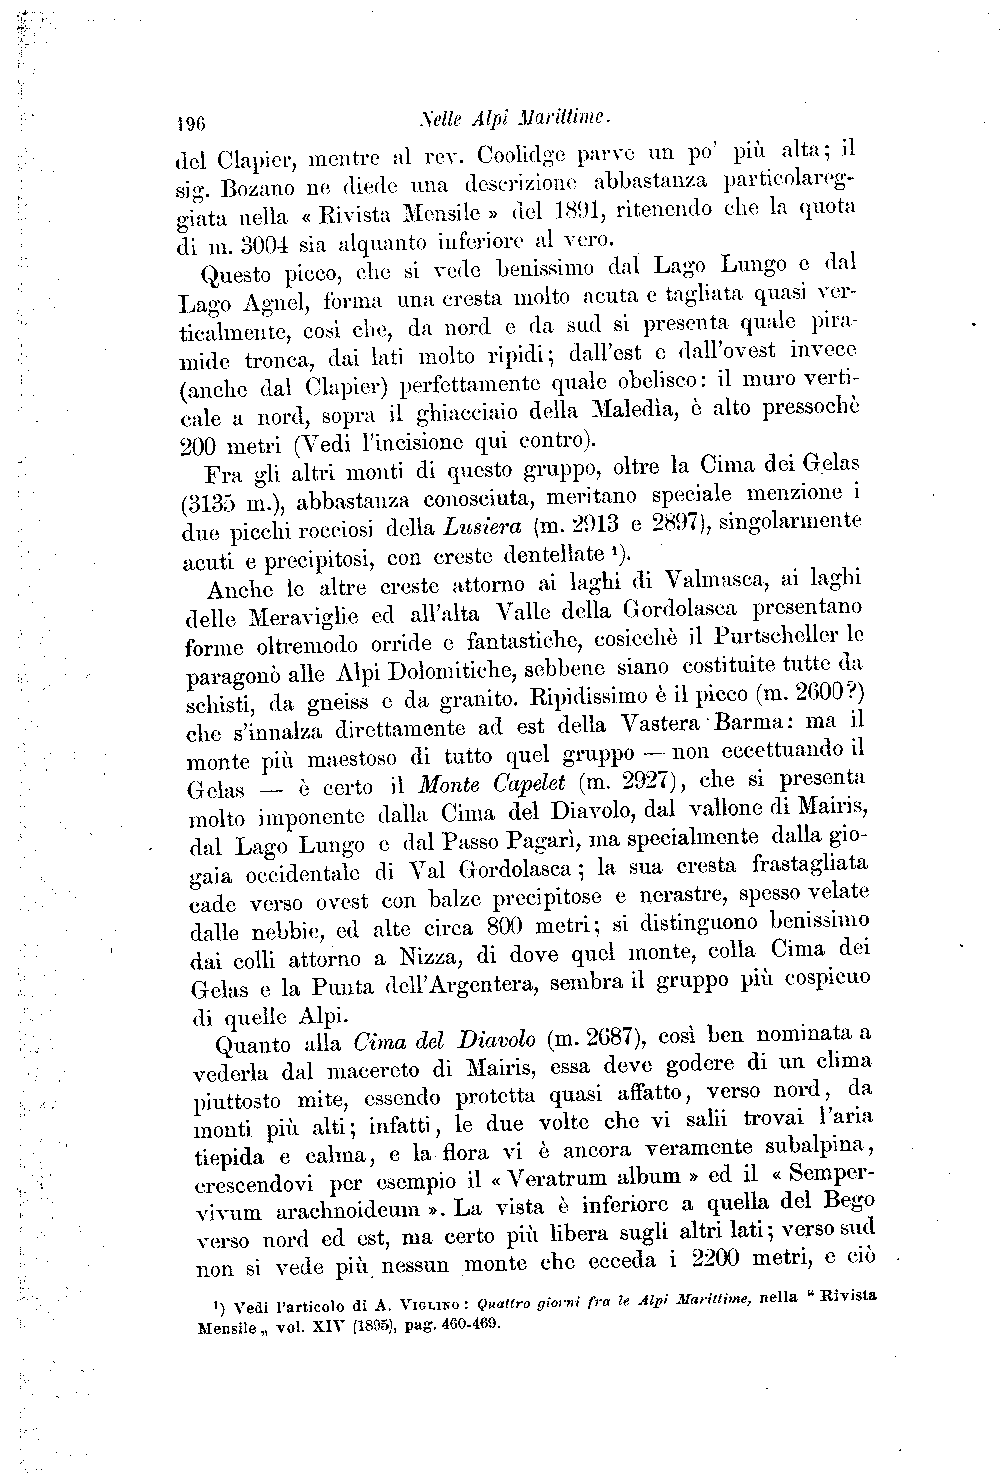 196
Nelle Alpi Marittime.
del Clapier, mentre al rev. Coolidge parve un po' più alta; il
sig. Bozano ne diede una descrizione abbastanza particolareg-
giata nella « Rivista Mensile » del 1891, ritenendo che la quota
di m. 3004 sia alquanto inferiore al vero.
Questo picco, che si vede benissimo dal Lago Lungo e dal
Lago Agnel, forma una cresta molto acuta e tagliata quasi ver-
ticalmente, così che, da nord e da sud si presenta quale pira-
mide tronca, dai lati molto ripidi; dall'est e dall'ovest invece
(anche dal Clapier) perfettamente quale obelisco: il muro verti-
cale a nord, sopra il ghiacciaio della Maledìa, è alto pressochè
200 metri (Vedi l'incisione qui contro).
Fra gli altri monti di questo gruppo, oltre la Cima dei Gelas
(3135 m.), abbastanza conosciuta, meritano speciale menzione i
due picchi rocciosi della Lusiera (m. 2913 e 2897), singolarmente
acuti e precipitosi, con creste dentellate ¹).
Anche le altre creste attorno ai laghi di Valmasca, ai laghi
delle Meraviglie ed all'alta Valle della Gordolasca presentano
forme oltremodo orride e fantastiche, cosicchè il Purtscheller le
paragonò alle Alpi Dolomitiche, sebbene siano costituite tutte da
schisti, da gneiss e da granito. Ripidissimo è il picco (m. 2600?)
che s'innalza direttamente ad est della Vastera Barma: ma il
monte più maestoso di tutto quel gruppo — non eccettuando il
Gelas — è certo il Monte Capelet (m. 2927), che si presenta
molto imponente dalla Cima del Diavolo, dal vallone di Mairis,
dal Lago Lungo e dal Passo Pagarì, ma specialmente dalla gio-
gaia occidentale di Val Gordolasca; la sua cresta frastagliata
cade verso ovest con balze precipitose e nerastre, spesso velate
dalle nebbie, ed alte circa 800 metri; si distinguono benissimo
dai colli attorno a Nizza, di dove quel monte, colla Cima dei
Gelas e la Punta dell'Argentera, sembra il gruppo più cospicuo
di quelle Alpi.
Quanto alla Cima del Diavolo (m. 2687), così ben nominata a
vederla dal macereto di Mairis, essa deve godere di un clima
piuttosto mite, essendo protetta quasi affatto, verso nord, da
monti più alti; infatti, le due volte che vi salii trovai l'aria
tiepida e calma, e la flora vi è ancora veramente subalpina,
crescendovi per esempio il « Veratrum album » ed il « Semper-
vivum arachnoideum ». La vista è inferiore a quella del Bego
verso nord ed est, ma certo più libera sugli altri lati; verso sud
non si vede più nessun monte che ecceda i 2200 metri, e ciò
¹) Vedi l'articolo di A. VIGLINO: Quattro giorni fra le Alpi Marittime, nella " Rivista
Mensile „ vol. XIV (1895), pag. 460-469.